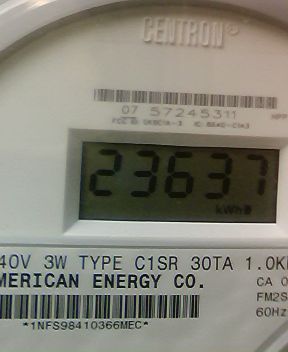 CENTRON®
07 57245311
23637
kWh
40V 3W TYPE C1SR 30TA 1.0K
MERICAN ENERGY CO.
CA 0
FM2S
60Hz
*1NFS98410366MEC*